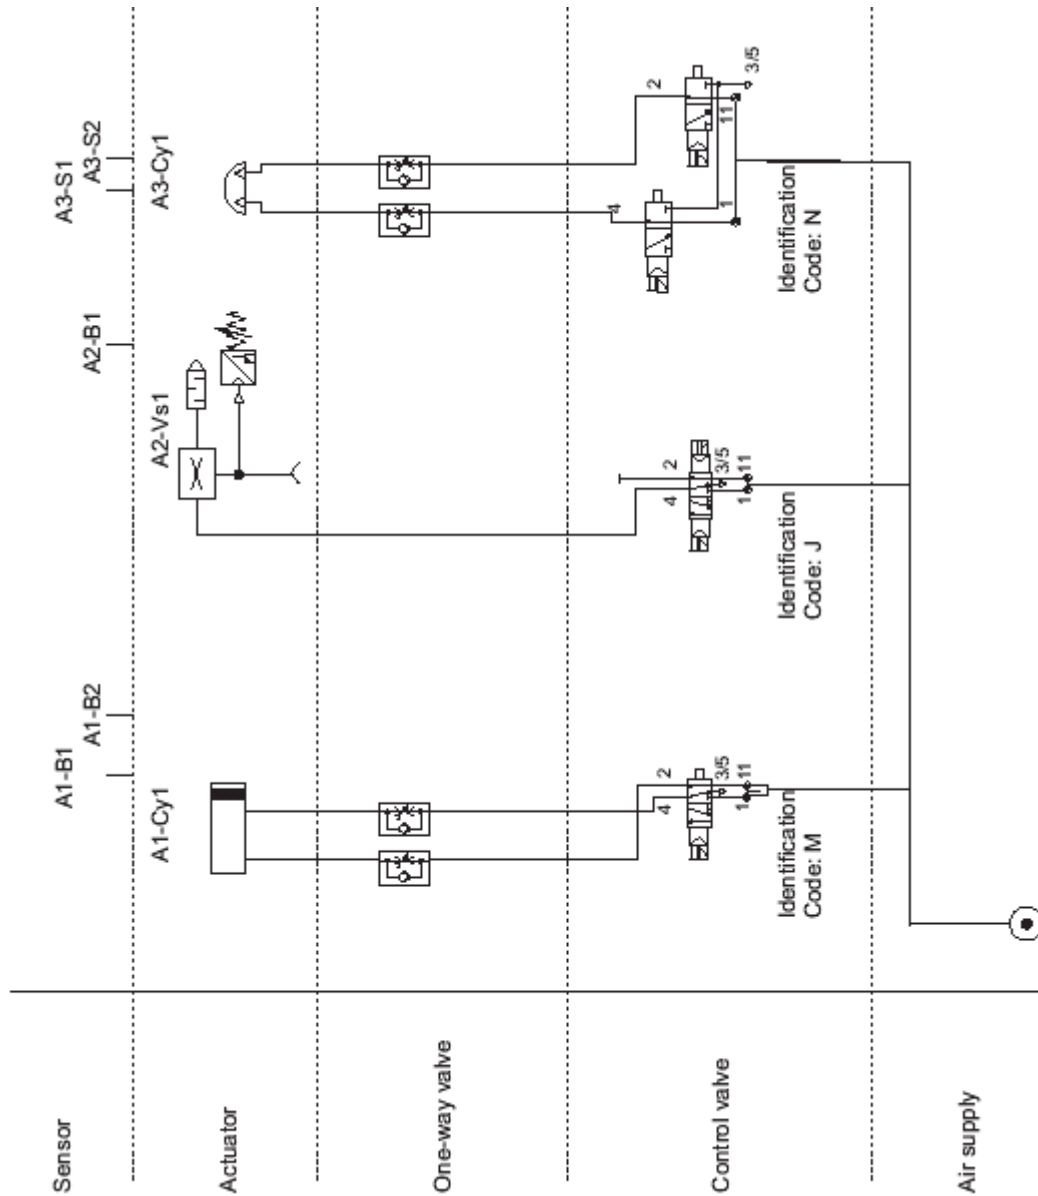 Sensor
A1-B1
A1-B2
A2-B1
A3-S1
A3-S2
Actuator
A1-Cy1
A2-Vs1
A3-Cy1
One-way valve
Control valve
4
2
3/5
1
11
Identification
Code: M
4
2
3/5
1
11
Identification
Code: J
4
2
1
11
3/5
Identification
Code: N
Air supply